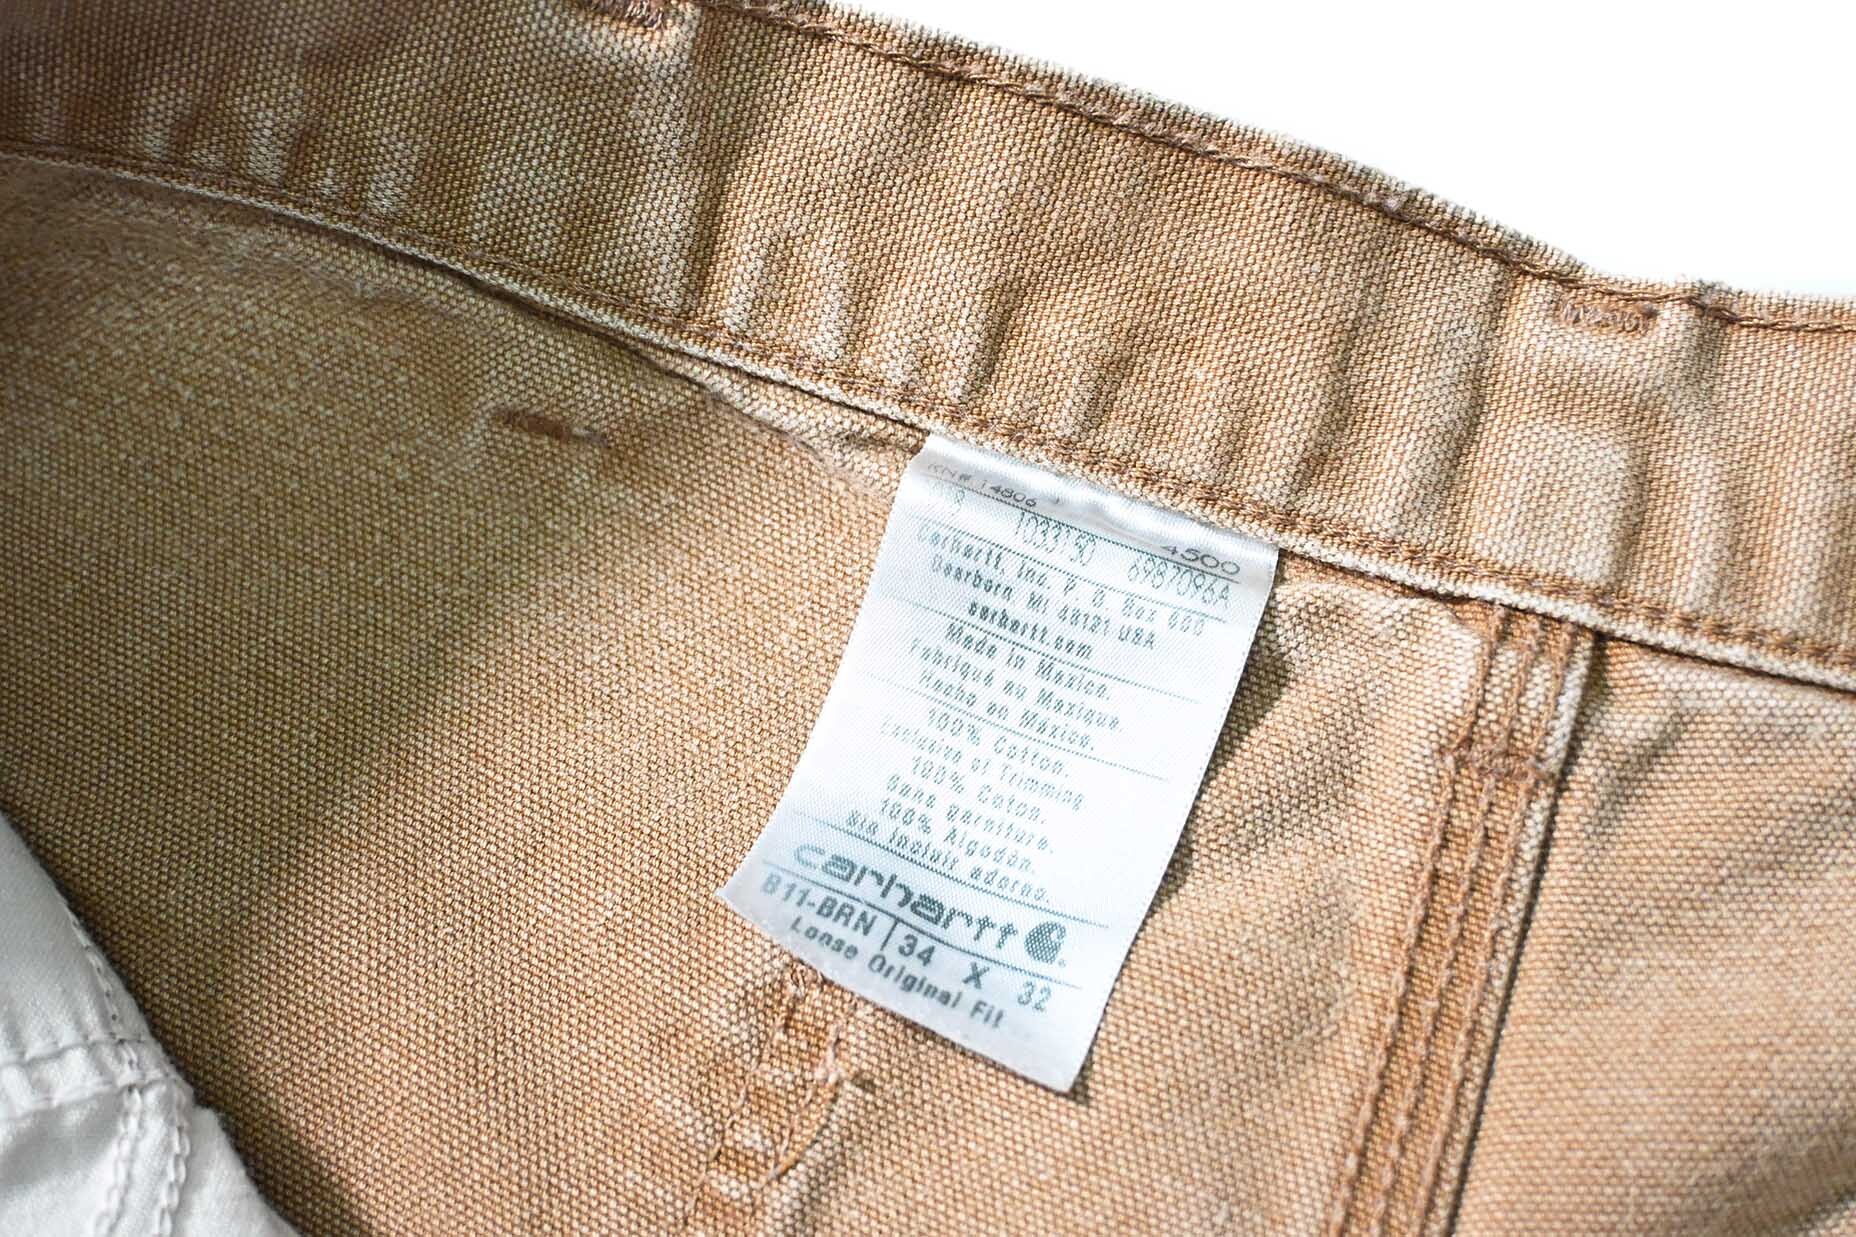 RN# 14806
4500
1033150 6987096A
Carhartt, Inc. P. O. Box 600
Dearborn, MI 48121 USA
carhartt.com
Made in Mexico.
Fabriqué au Mexique.
Hecho en México.
100% Cotton.
Exclusive of Trimming
100% Coton.
Sans garniture.
100% Algodón.
Sin incluir adorno.
carhartt
B11-BRN 34 X 32
Loose Original Fit